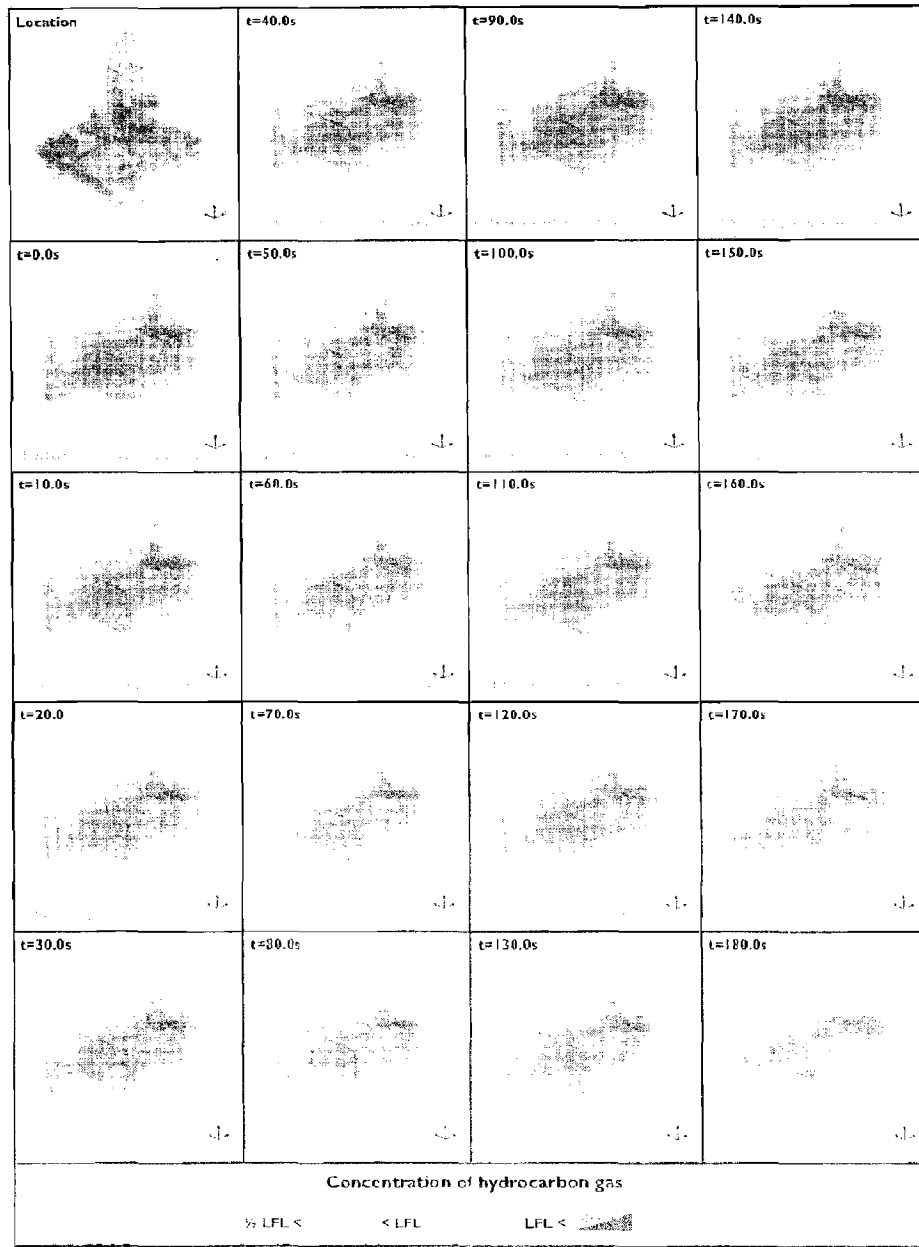 Location
t=40.0s
t=90.0s
t=140.0s
t=0.0s
t=50.0s
t=100.0s
t=150.0s
t=10.0s
t=60.0s
t=110.0s
t=160.0s
t=20.0
t=70.0s
t=120.0s
t=170.0s
t=30.0s
t=80.0s
t=130.0s
t=180.0s
Concentration of hydrocarbon gas
½ LFL < < LFL LFL <